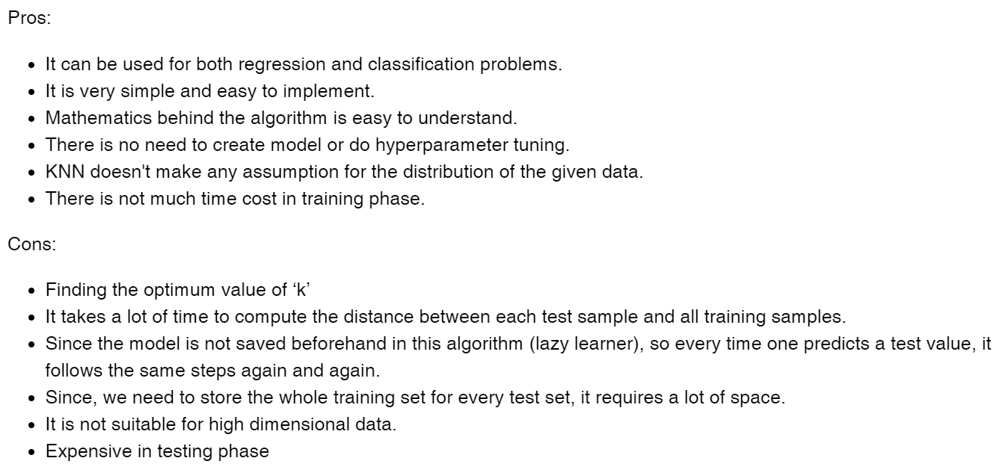 Pros:
• It can be used for both regression and classification problems.
• It is very simple and easy to implement.
• Mathematics behind the algorithm is easy to understand.
• There is no need to create model or do hyperparameter tuning.
• KNN doesn't make any assumption for the distribution of the given data.
• There is not much time cost in training phase.
Cons:
• Finding the optimum value of ‘k’
• It takes a lot of time to compute the distance between each test sample and all training samples.
• Since the model is not saved beforehand in this algorithm (lazy learner), so every time one predicts a test value, it
follows the same steps again and again.
• Since, we need to store the whole training set for every test set, it requires a lot of space.
• It is not suitable for high dimensional data.
• Expensive in testing phase